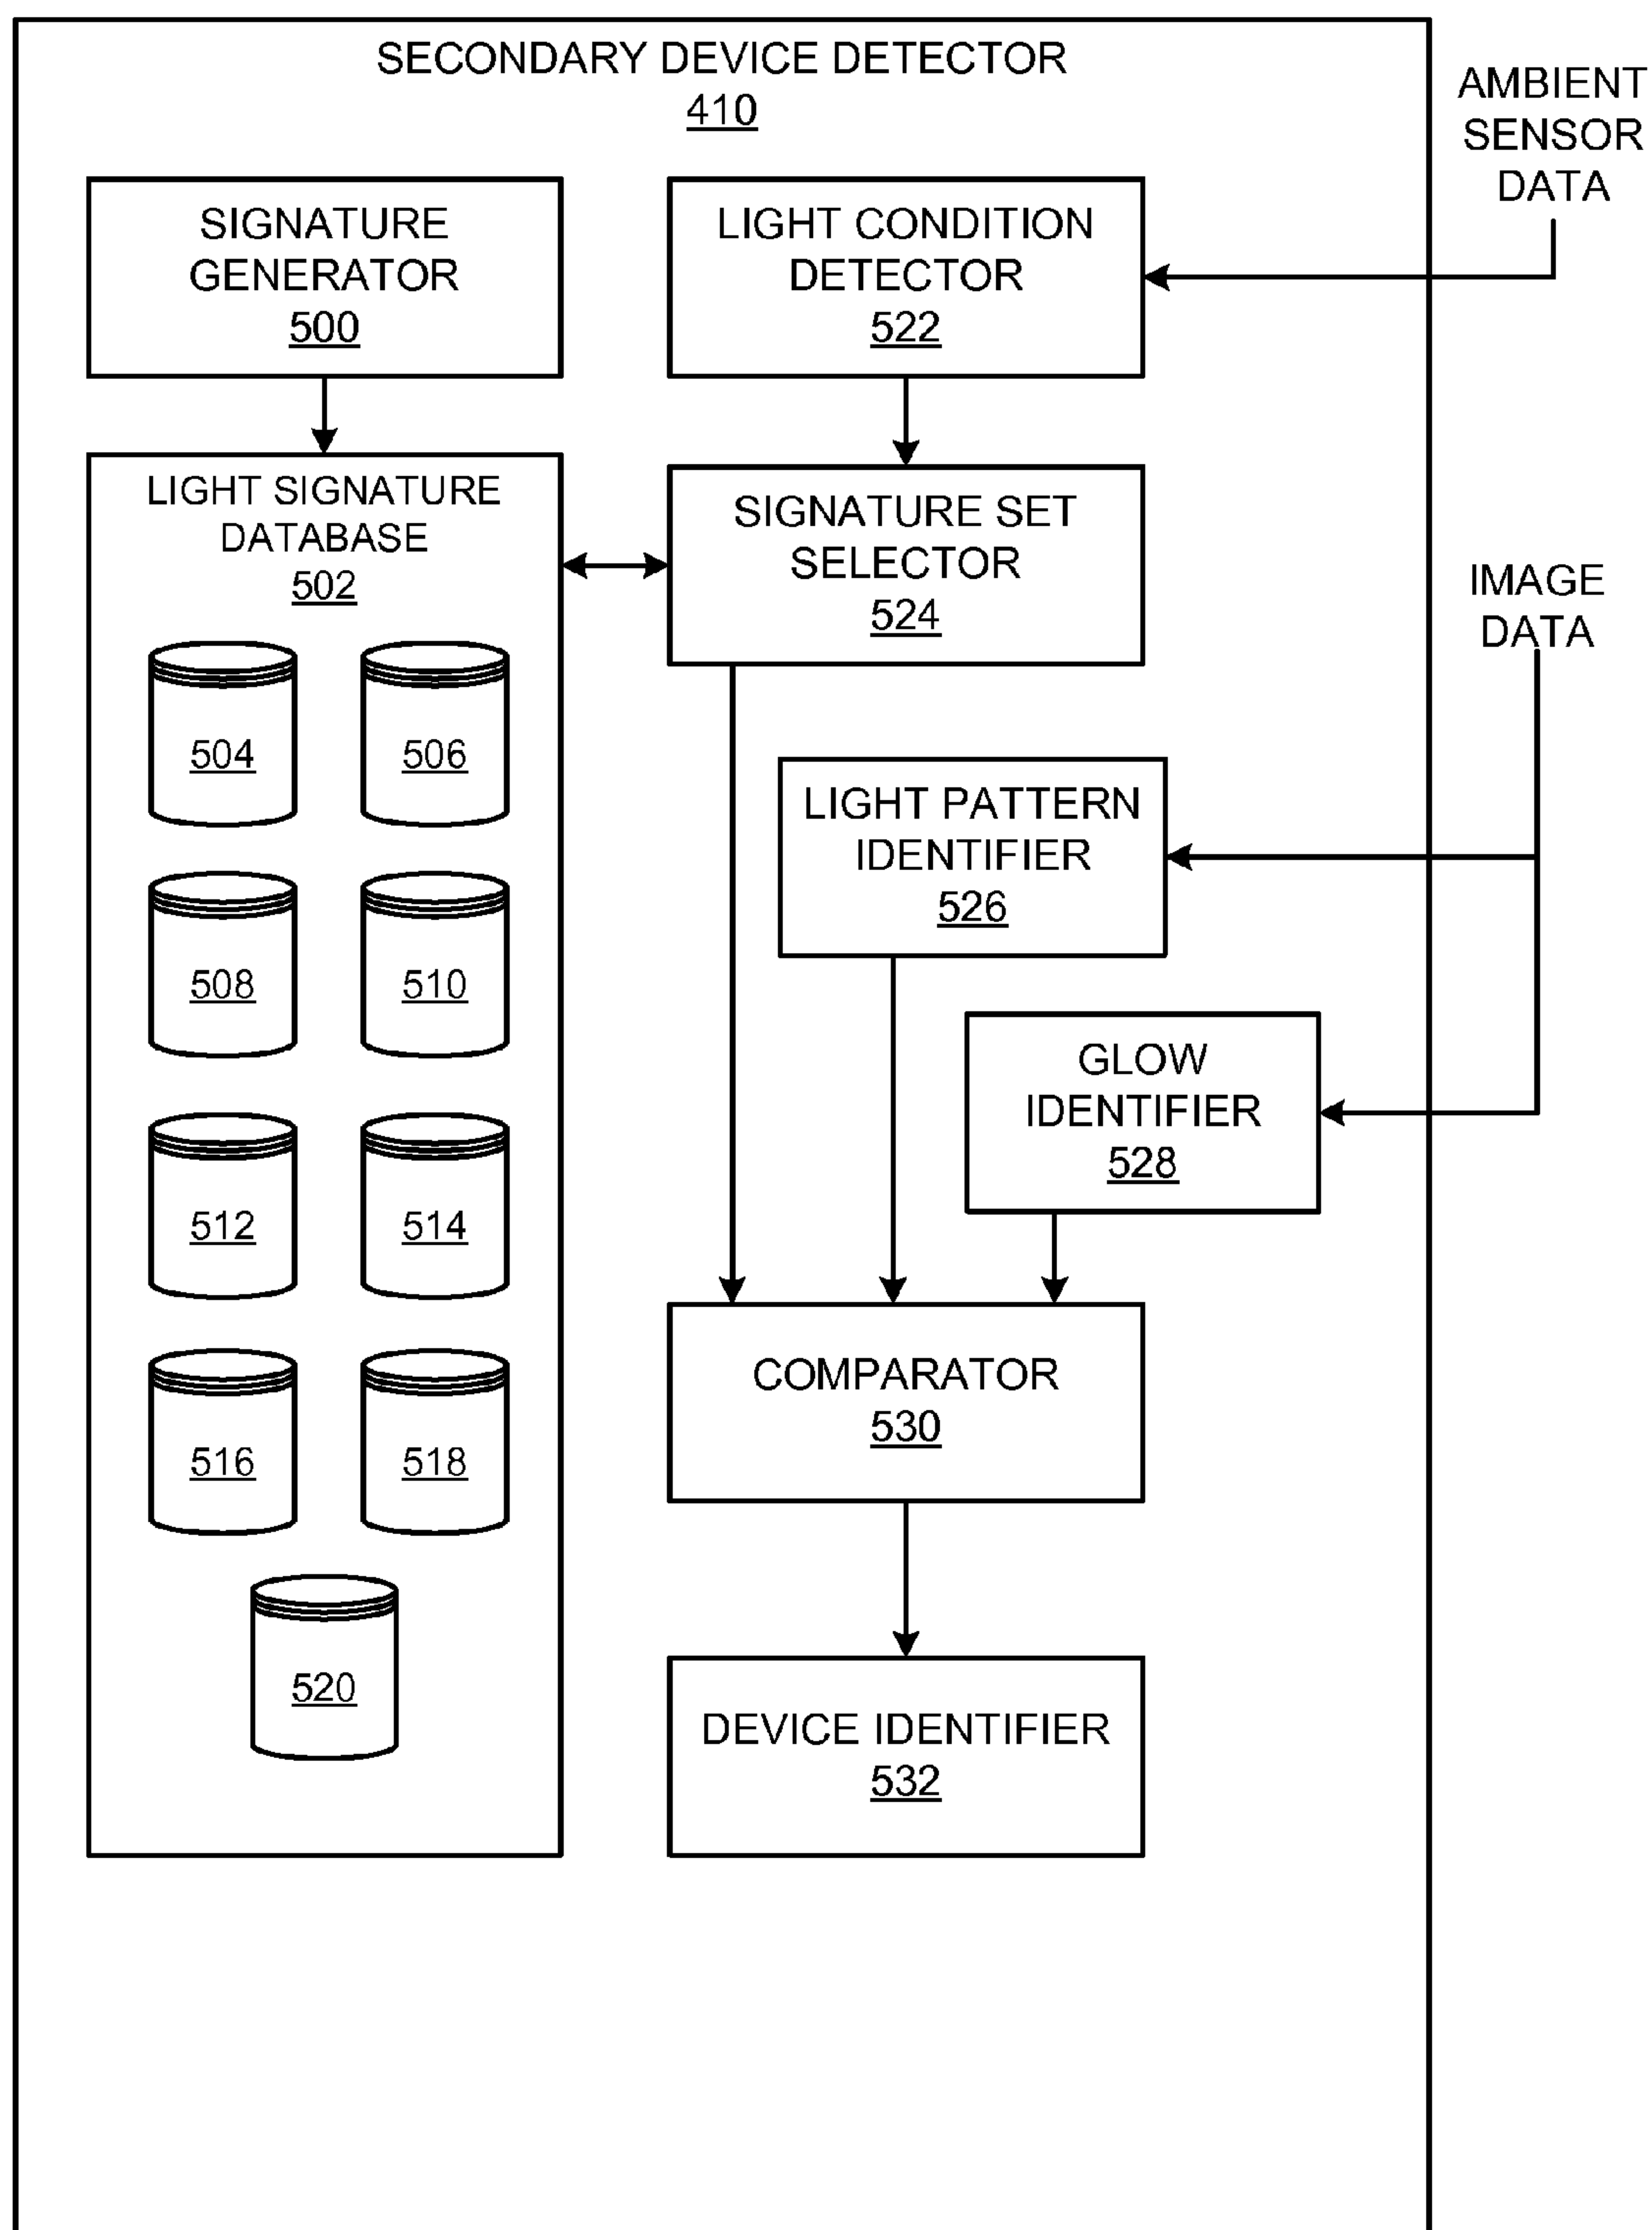 SECONDARY DEVICE DETECTOR
410
AMBIENT
SENSOR
DATA
SIGNATURE
GENERATOR
500
LIGHT CONDITION
DETECTOR
522
LIGHT SIGNATURE
DATABASE
502
SIGNATURE SET
SELECTOR
524
IMAGE
DATA
504
506
LIGHT PATTERN
IDENTIFIER
526
508
510
GLOW
IDENTIFIER
528
512
514
COMPARATOR
530
516
518
520
DEVICE IDENTIFIER
532